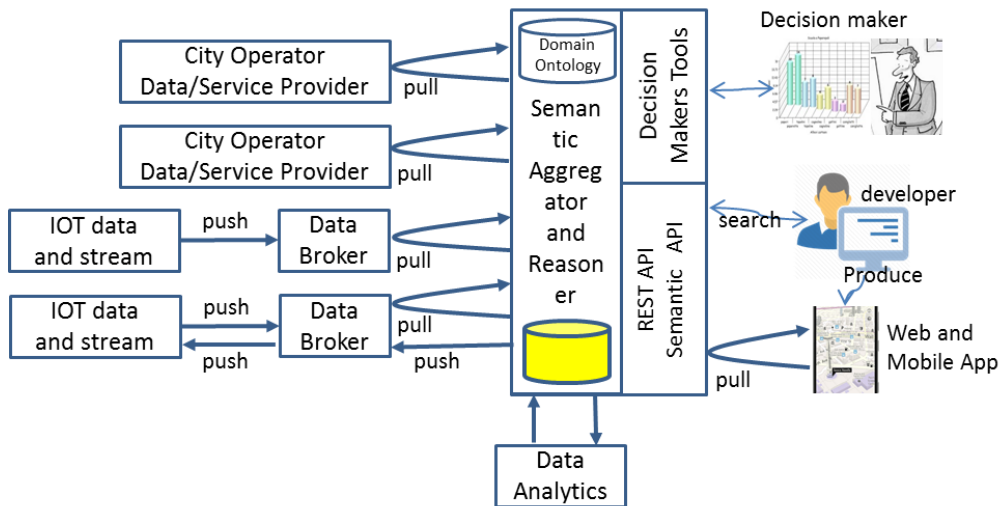 City Operator
Data/Service Provider
pull
City Operator
Data/Service Provider
pull
IOT data
and stream
push
Data
Broker
pull
IOT data
and stream
push
push
Data
Broker
pull
push
Domain
Ontology
Seman
tic
Aggreg
ator
and
Reason
er
Decision
Makers Tools
REST API
Semantic API
Data
Analytics
Decision maker
search
developer
Produce
pull
Web and
Mobile App